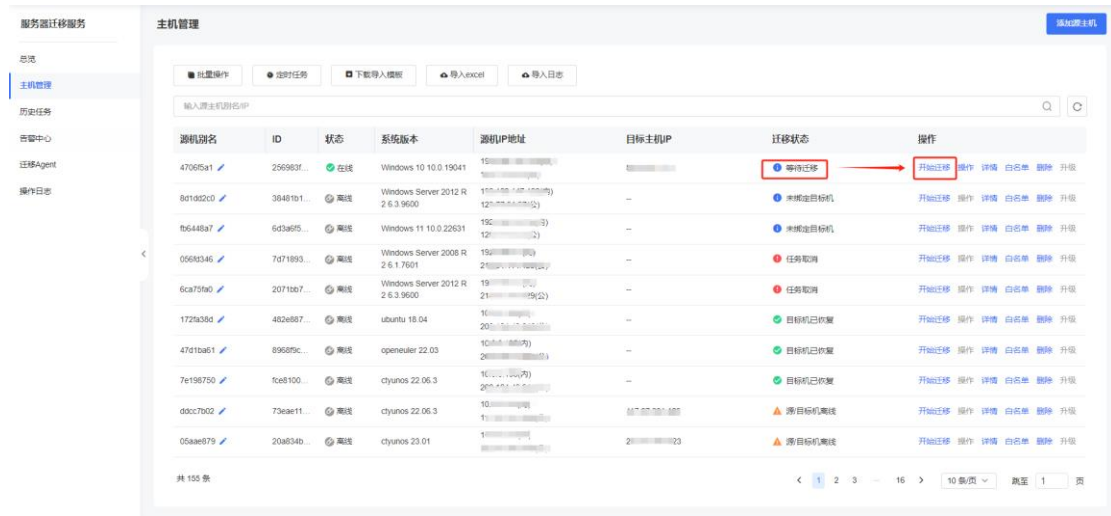 服务器迁移服务
主机管理
添加源主机
总览
主机管理
历史任务
告警中心
迁移Agent
操作日志
批量操作 定时任务 下载导入模板 导入excel 导入日志
输入源主机别名/IP
源机别名 ID 状态 系统版本 源机IP地址 目标主机IP 迁移状态 操作
4706f5a1 256983f... 在线 Windows 10 10.0.19041 等待迁移 开始迁移 操作 详情 白名单 删除 升级
8d1dd2c0 38481b1... 离线 Windows Server 2012 R2 6.3.9600 -- 未绑定目标机 开始迁移 操作 详情 白名单 删除 升级
fb6448a7 6d3a6f5... 离线 Windows 11 10.0.22631 -- 未绑定目标机 开始迁移 操作 详情 白名单 删除 升级
056fd346 7d71893... 离线 Windows Server 2008 R2 6.1.7601 -- 任务取消 开始迁移 操作 详情 白名单 删除 升级
6ca75fa0 2071bb7... 离线 Windows Server 2012 R2 6.3.9600 -- 任务取消 开始迁移 操作 详情 白名单 删除 升级
172fa38d 482e887... 离线 ubuntu 18.04 -- 目标机已恢复 开始迁移 操作 详情 白名单 删除 升级
47d1ba61 8968f9c... 离线 openeuler 22.03 -- 目标机已恢复 开始迁移 操作 详情 白名单 删除 升级
7e198750 fce8100... 离线 ctyunos 22.06.3 -- 目标机已恢复 开始迁移 操作 详情 白名单 删除 升级
ddcc7b02 73eae11... 离线 ctyunos 22.06.3 源/目标机离线 开始迁移 操作 详情 白名单 删除 升级
05aae879 20a834b... 离线 ctyunos 23.01 源/目标机离线 开始迁移 操作 详情 白名单 删除 升级
共 155 条
< 1 2 3 ··· 16 > 10 条/页 跳至 1 页